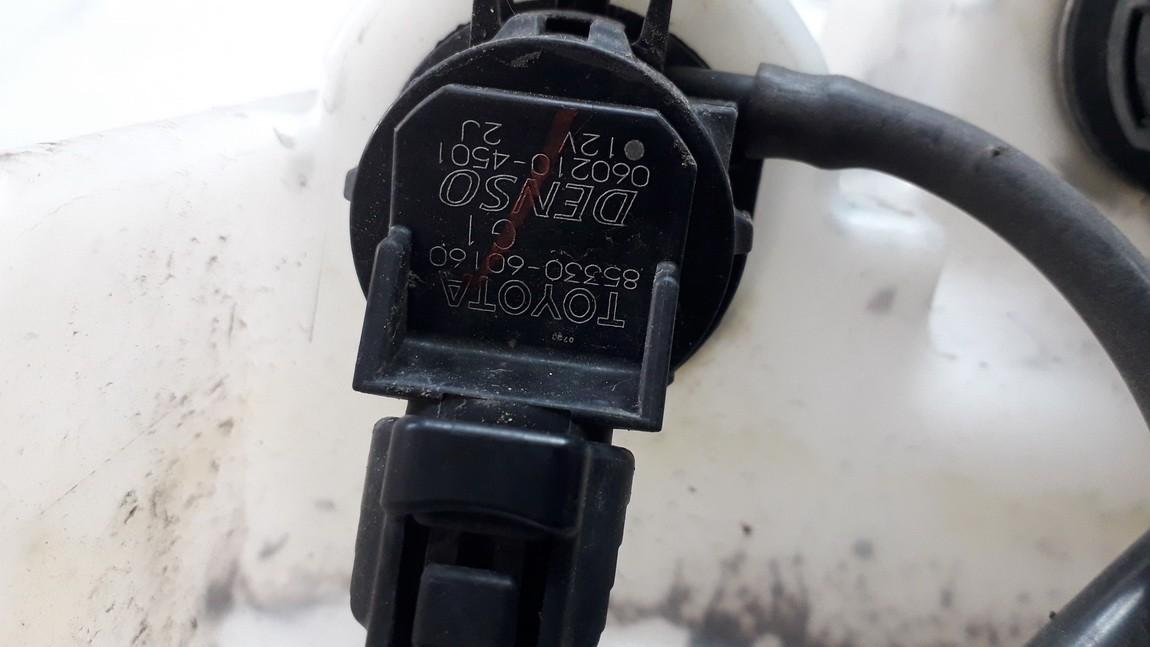 TOYOTA
85330-60160
G1
DENSO
060210-4501
12V
2J